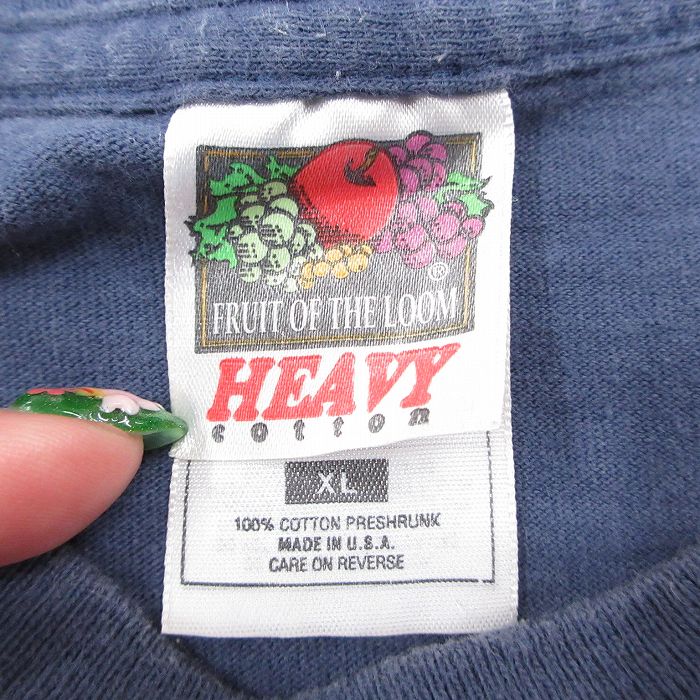 ®
FRUIT OF THE LOOM
HEAVY
cotton
XL
100% COTTON PRESHRUNK
MADE IN U.S.A.
CARE ON REVERSE